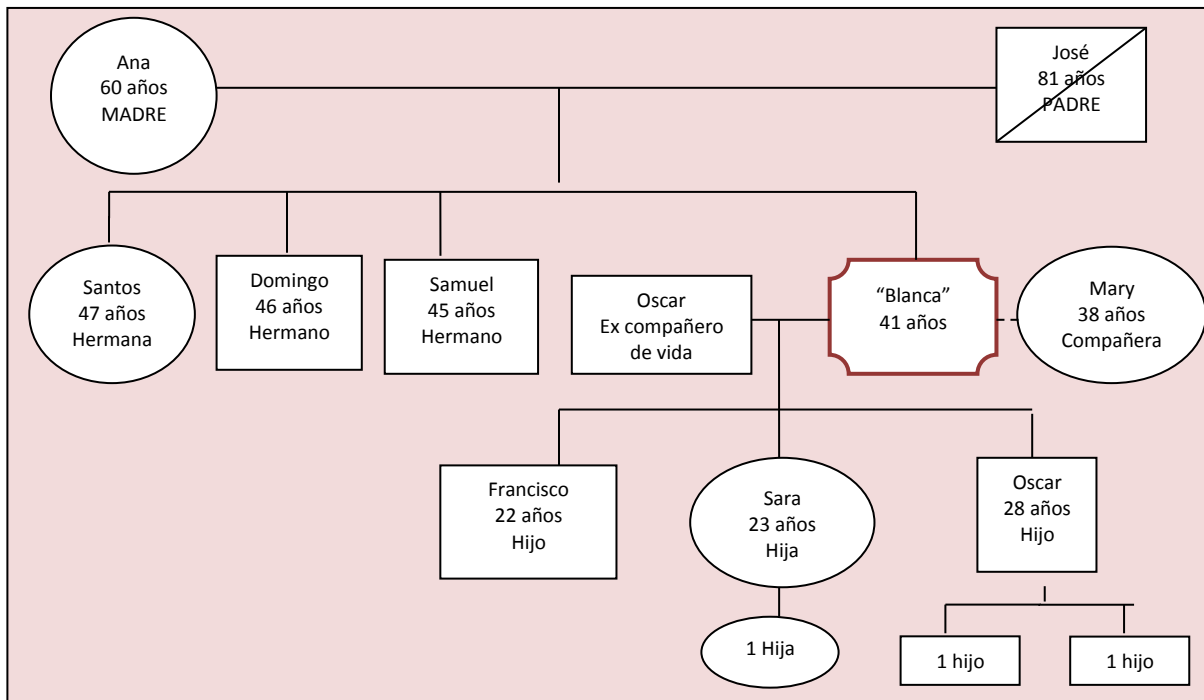 Ana
60 años
MADRE
José
81 años
PADRE
Santos
47 años
Hermana
Domingo
46 años
Hermano
Samuel
45 años
Hermano
Oscar
Ex compañero
de vida
“Blanca”
41 años
Mary
38 años
Compañera
Francisco
22 años
Hijo
Sara
23 años
Hija
Oscar
28 años
Hijo
1 Hija
1 hijo
1 hijo